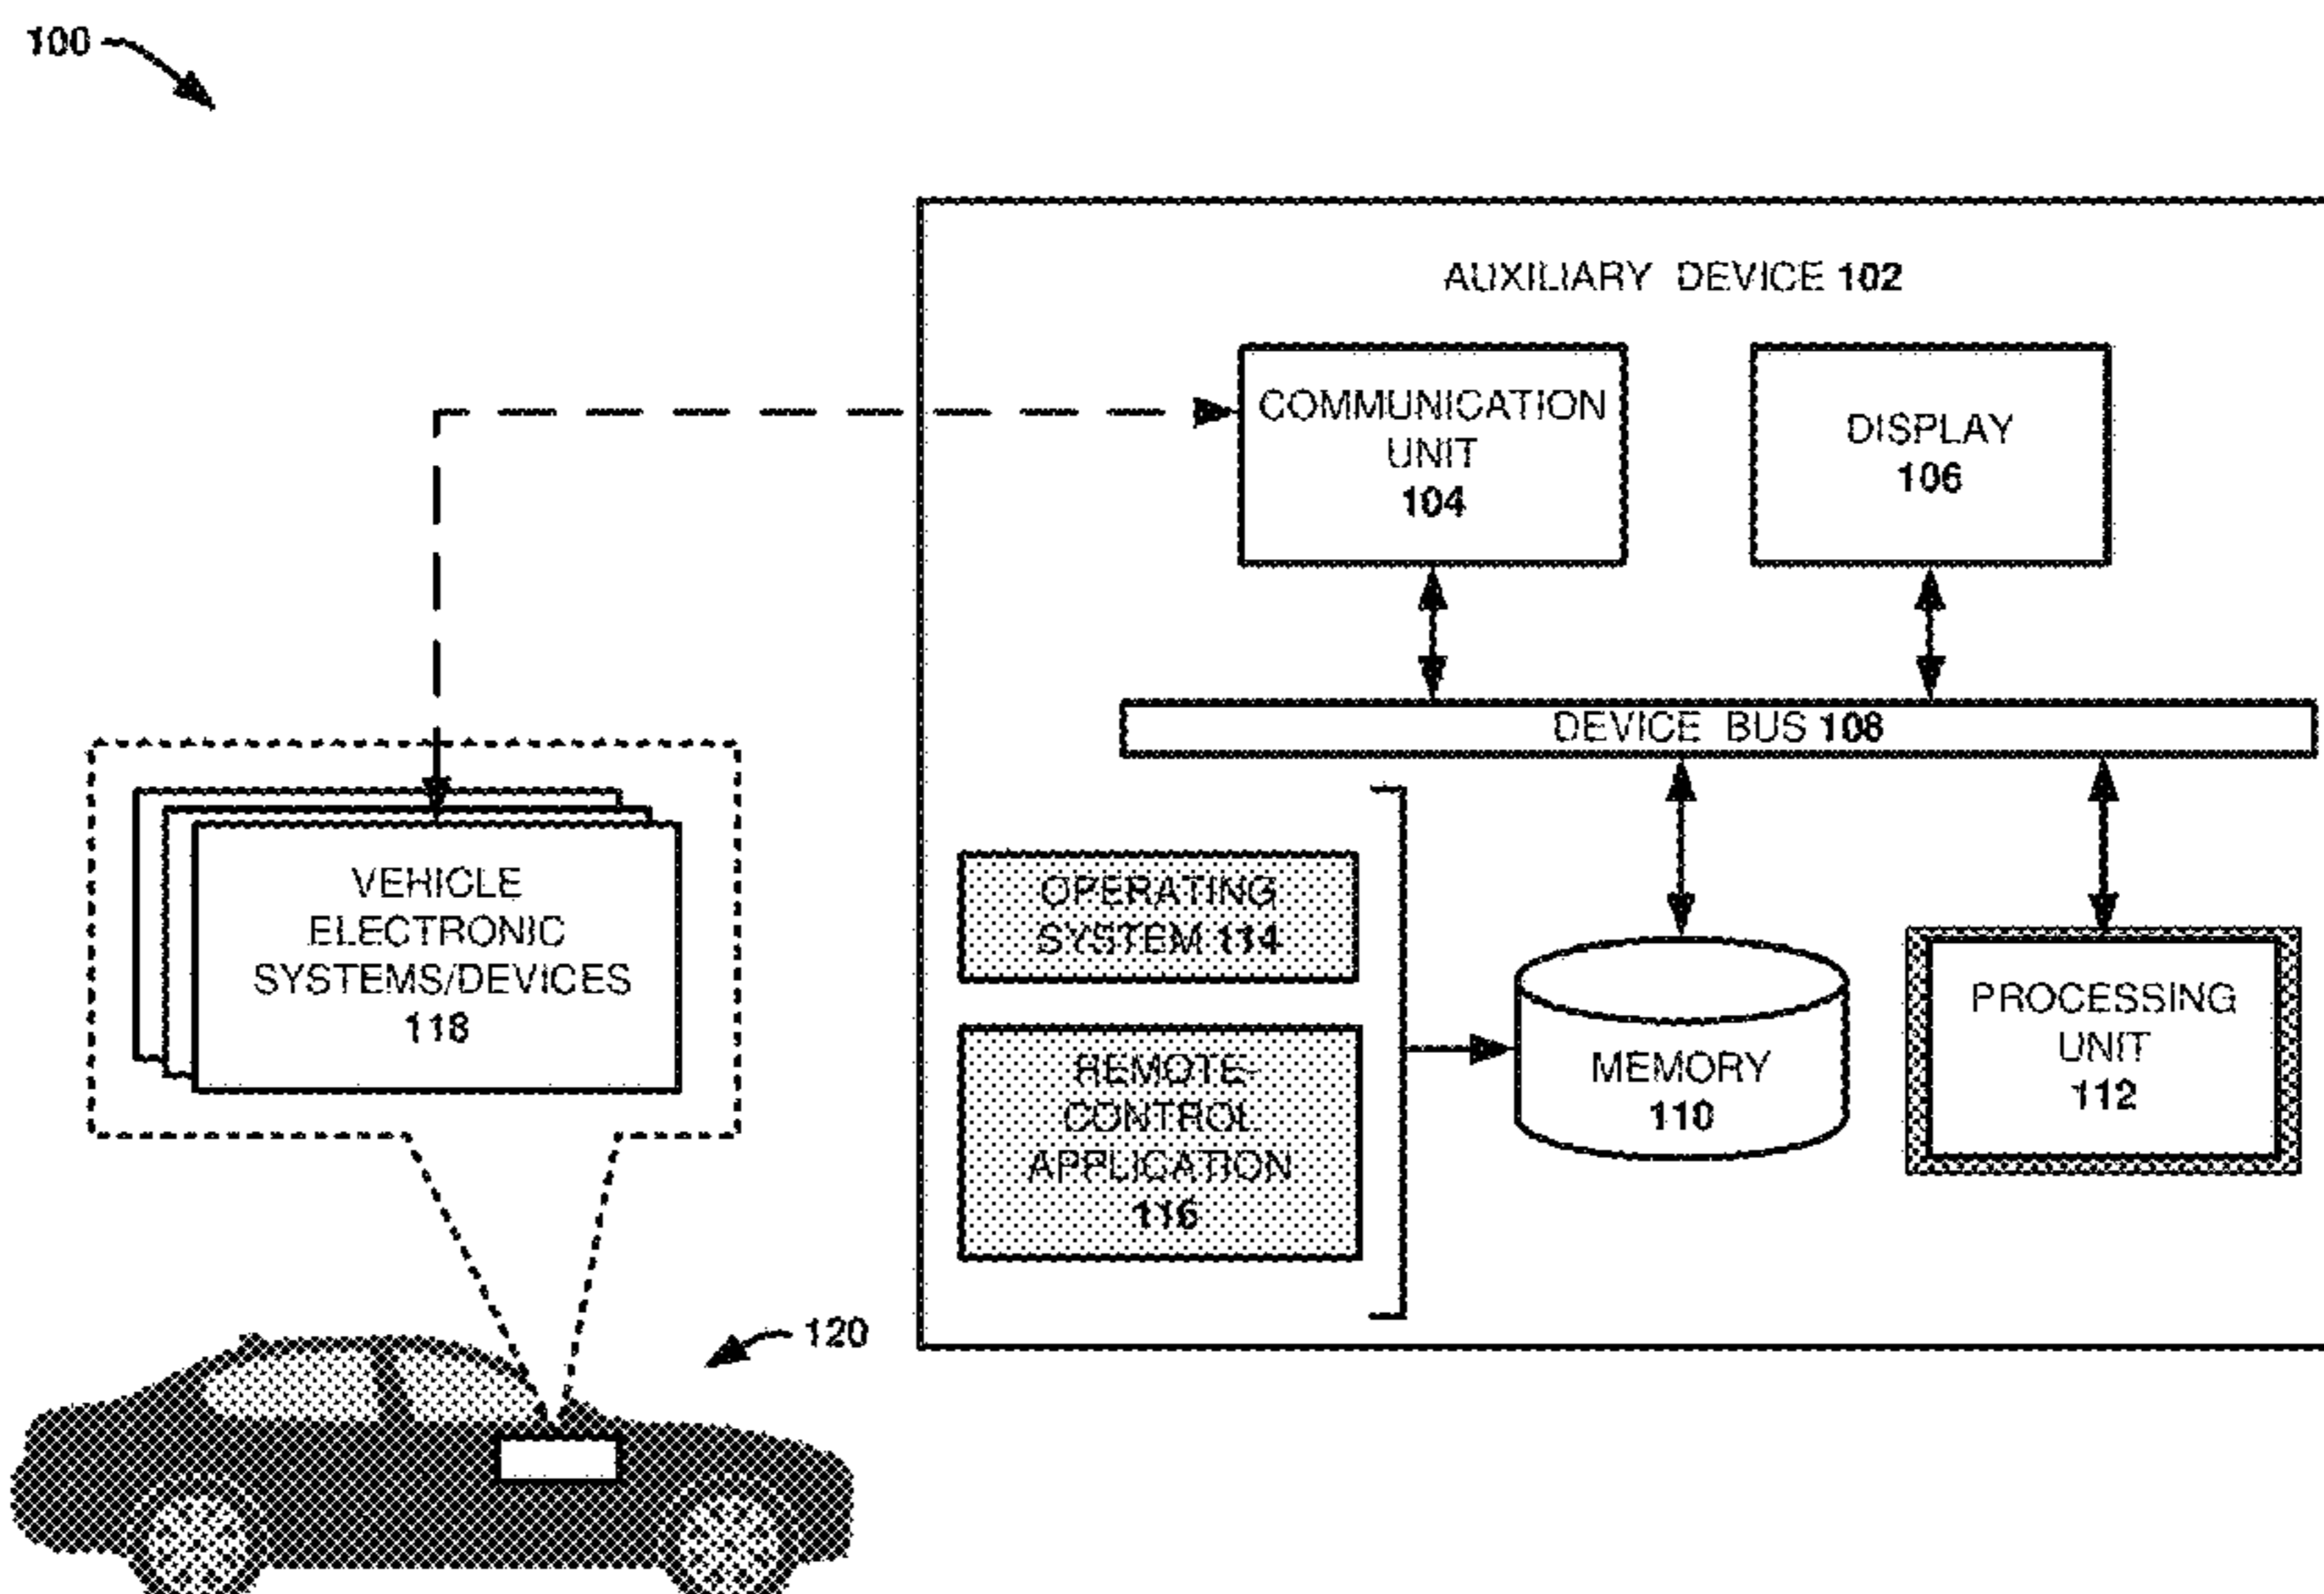 100
AUXILIARY DEVICE 102
COMMUNICATION
UNIT
104
DISPLAY
106
DEVICE BUS 108
VEHICLE
ELECTRONIC
SYSTEMS/DEVICES
118
OPERATING
SYSTEM 114
REMOTE-
CONTROL
APPLICATION
116
MEMORY
110
PROCESSING
UNIT
112
120